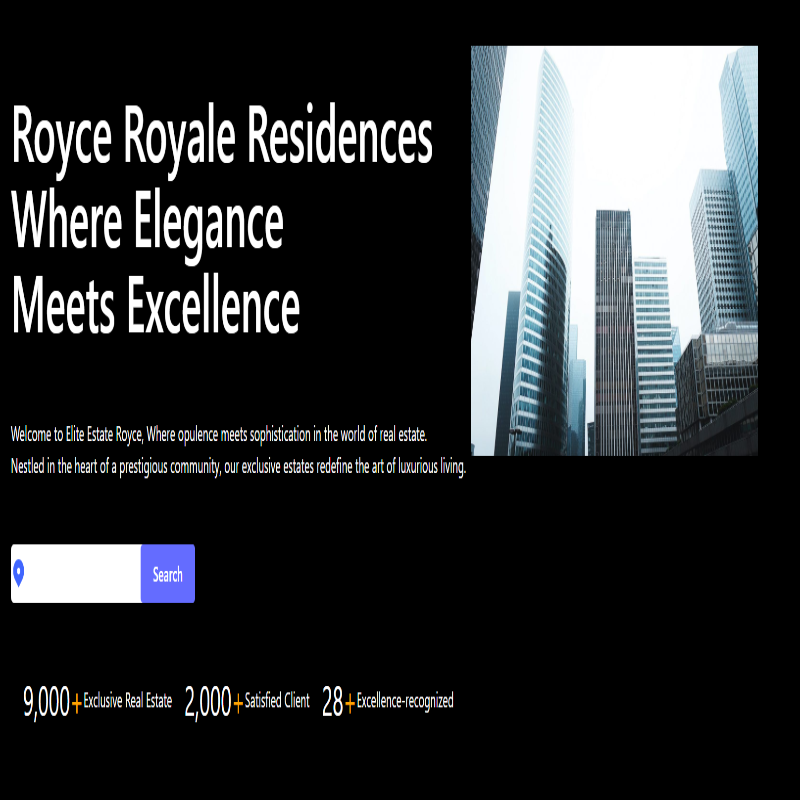 Royce Royale Residences
Where Elegance
Meets Excellence
Welcome to Elite Estate Royce, Where opulence meets sophistication in the world of real estate.
Nestled in the heart of a prestigious community, our exclusive estates redefine the art of luxurious living.
Search
9,000+ Exclusive Real Estate 2,000+ Satisfied Client 28+ Excellence-recognized